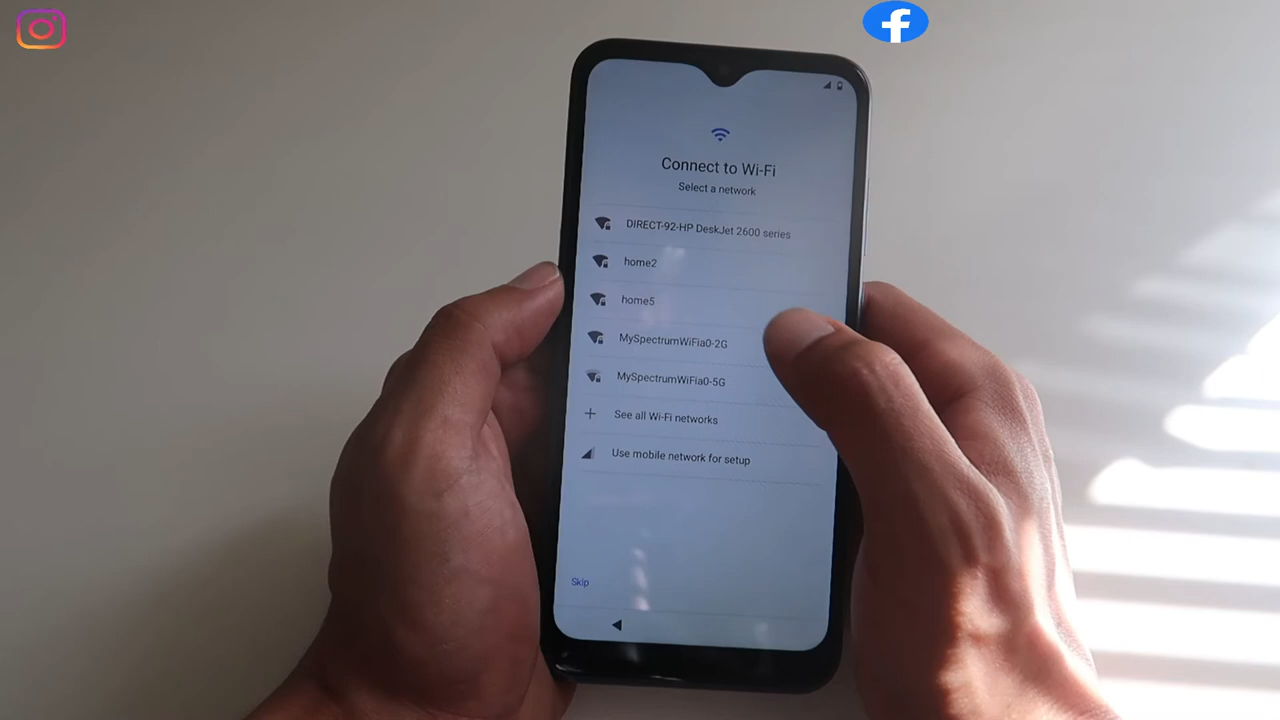 Connect to Wi-Fi
Select a network
DIRECT-92-HP DeskJet 2600 series
home2
home5
MySpectrumWiFia0-2G
MySpectrumWiFia0-5G
See all Wi-Fi networks
Use mobile network for setup
Skip